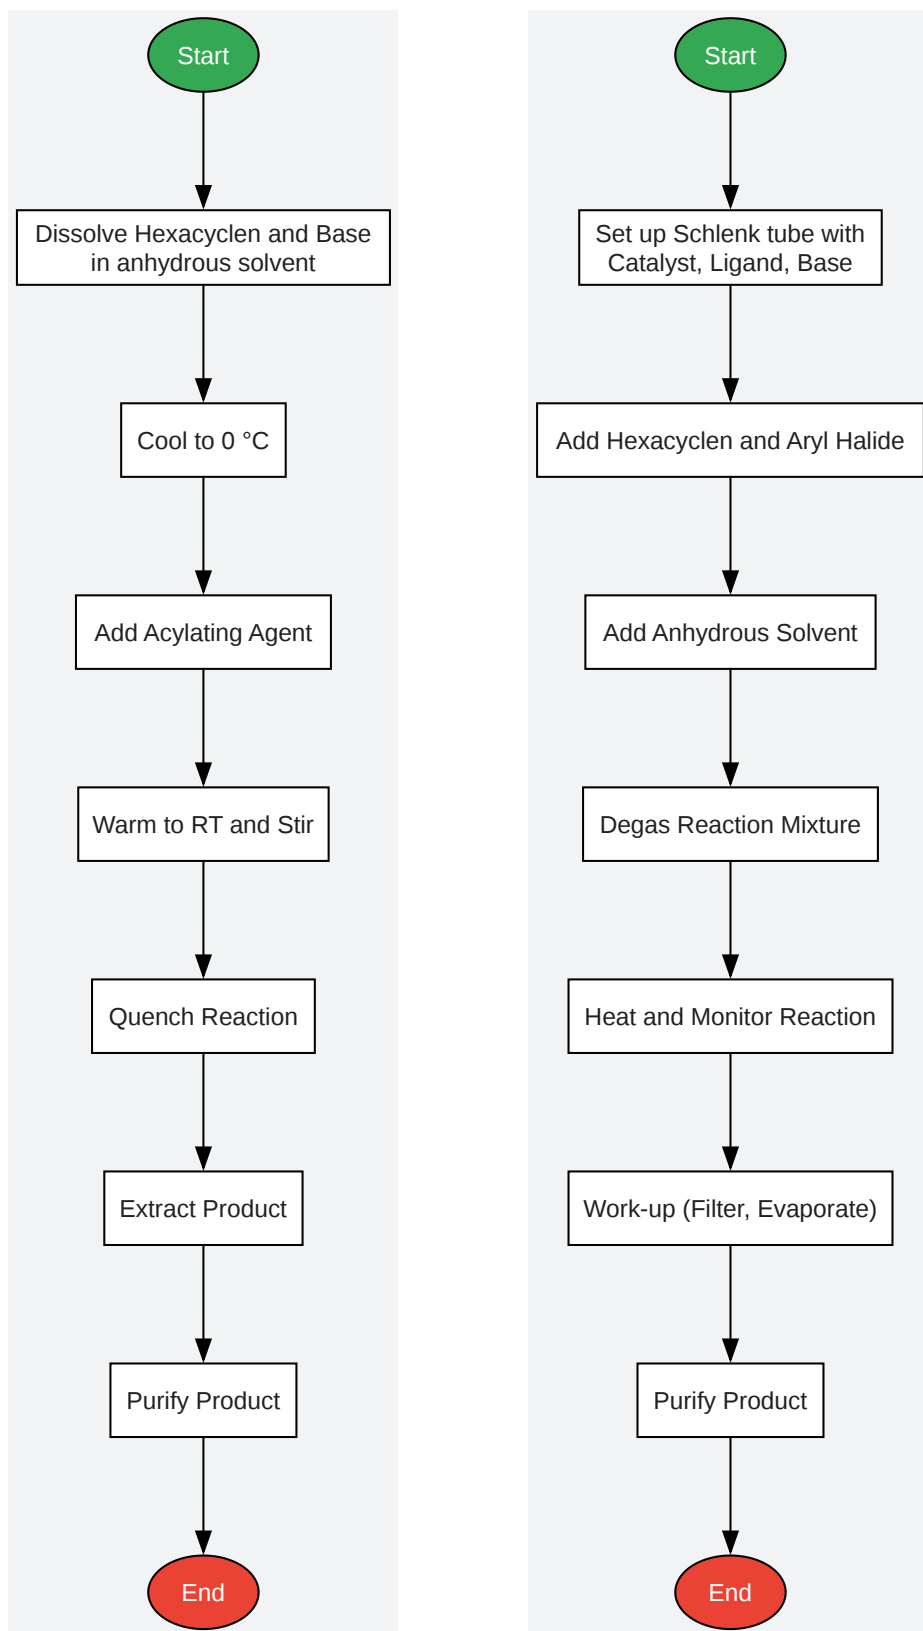 Start
Dissolve Hexacyclen and Base
in anhydrous solvent
Cool to 0 °C
Add Acylating Agent
Warm to RT and Stir
Quench Reaction
Extract Product
Purify Product
End
Start
Set up Schlenk tube with
Catalyst, Ligand, Base
Add Hexacyclen and Aryl Halide
Add Anhydrous Solvent
Degas Reaction Mixture
Heat and Monitor Reaction
Work-up (Filter, Evaporate)
Purify Product
End